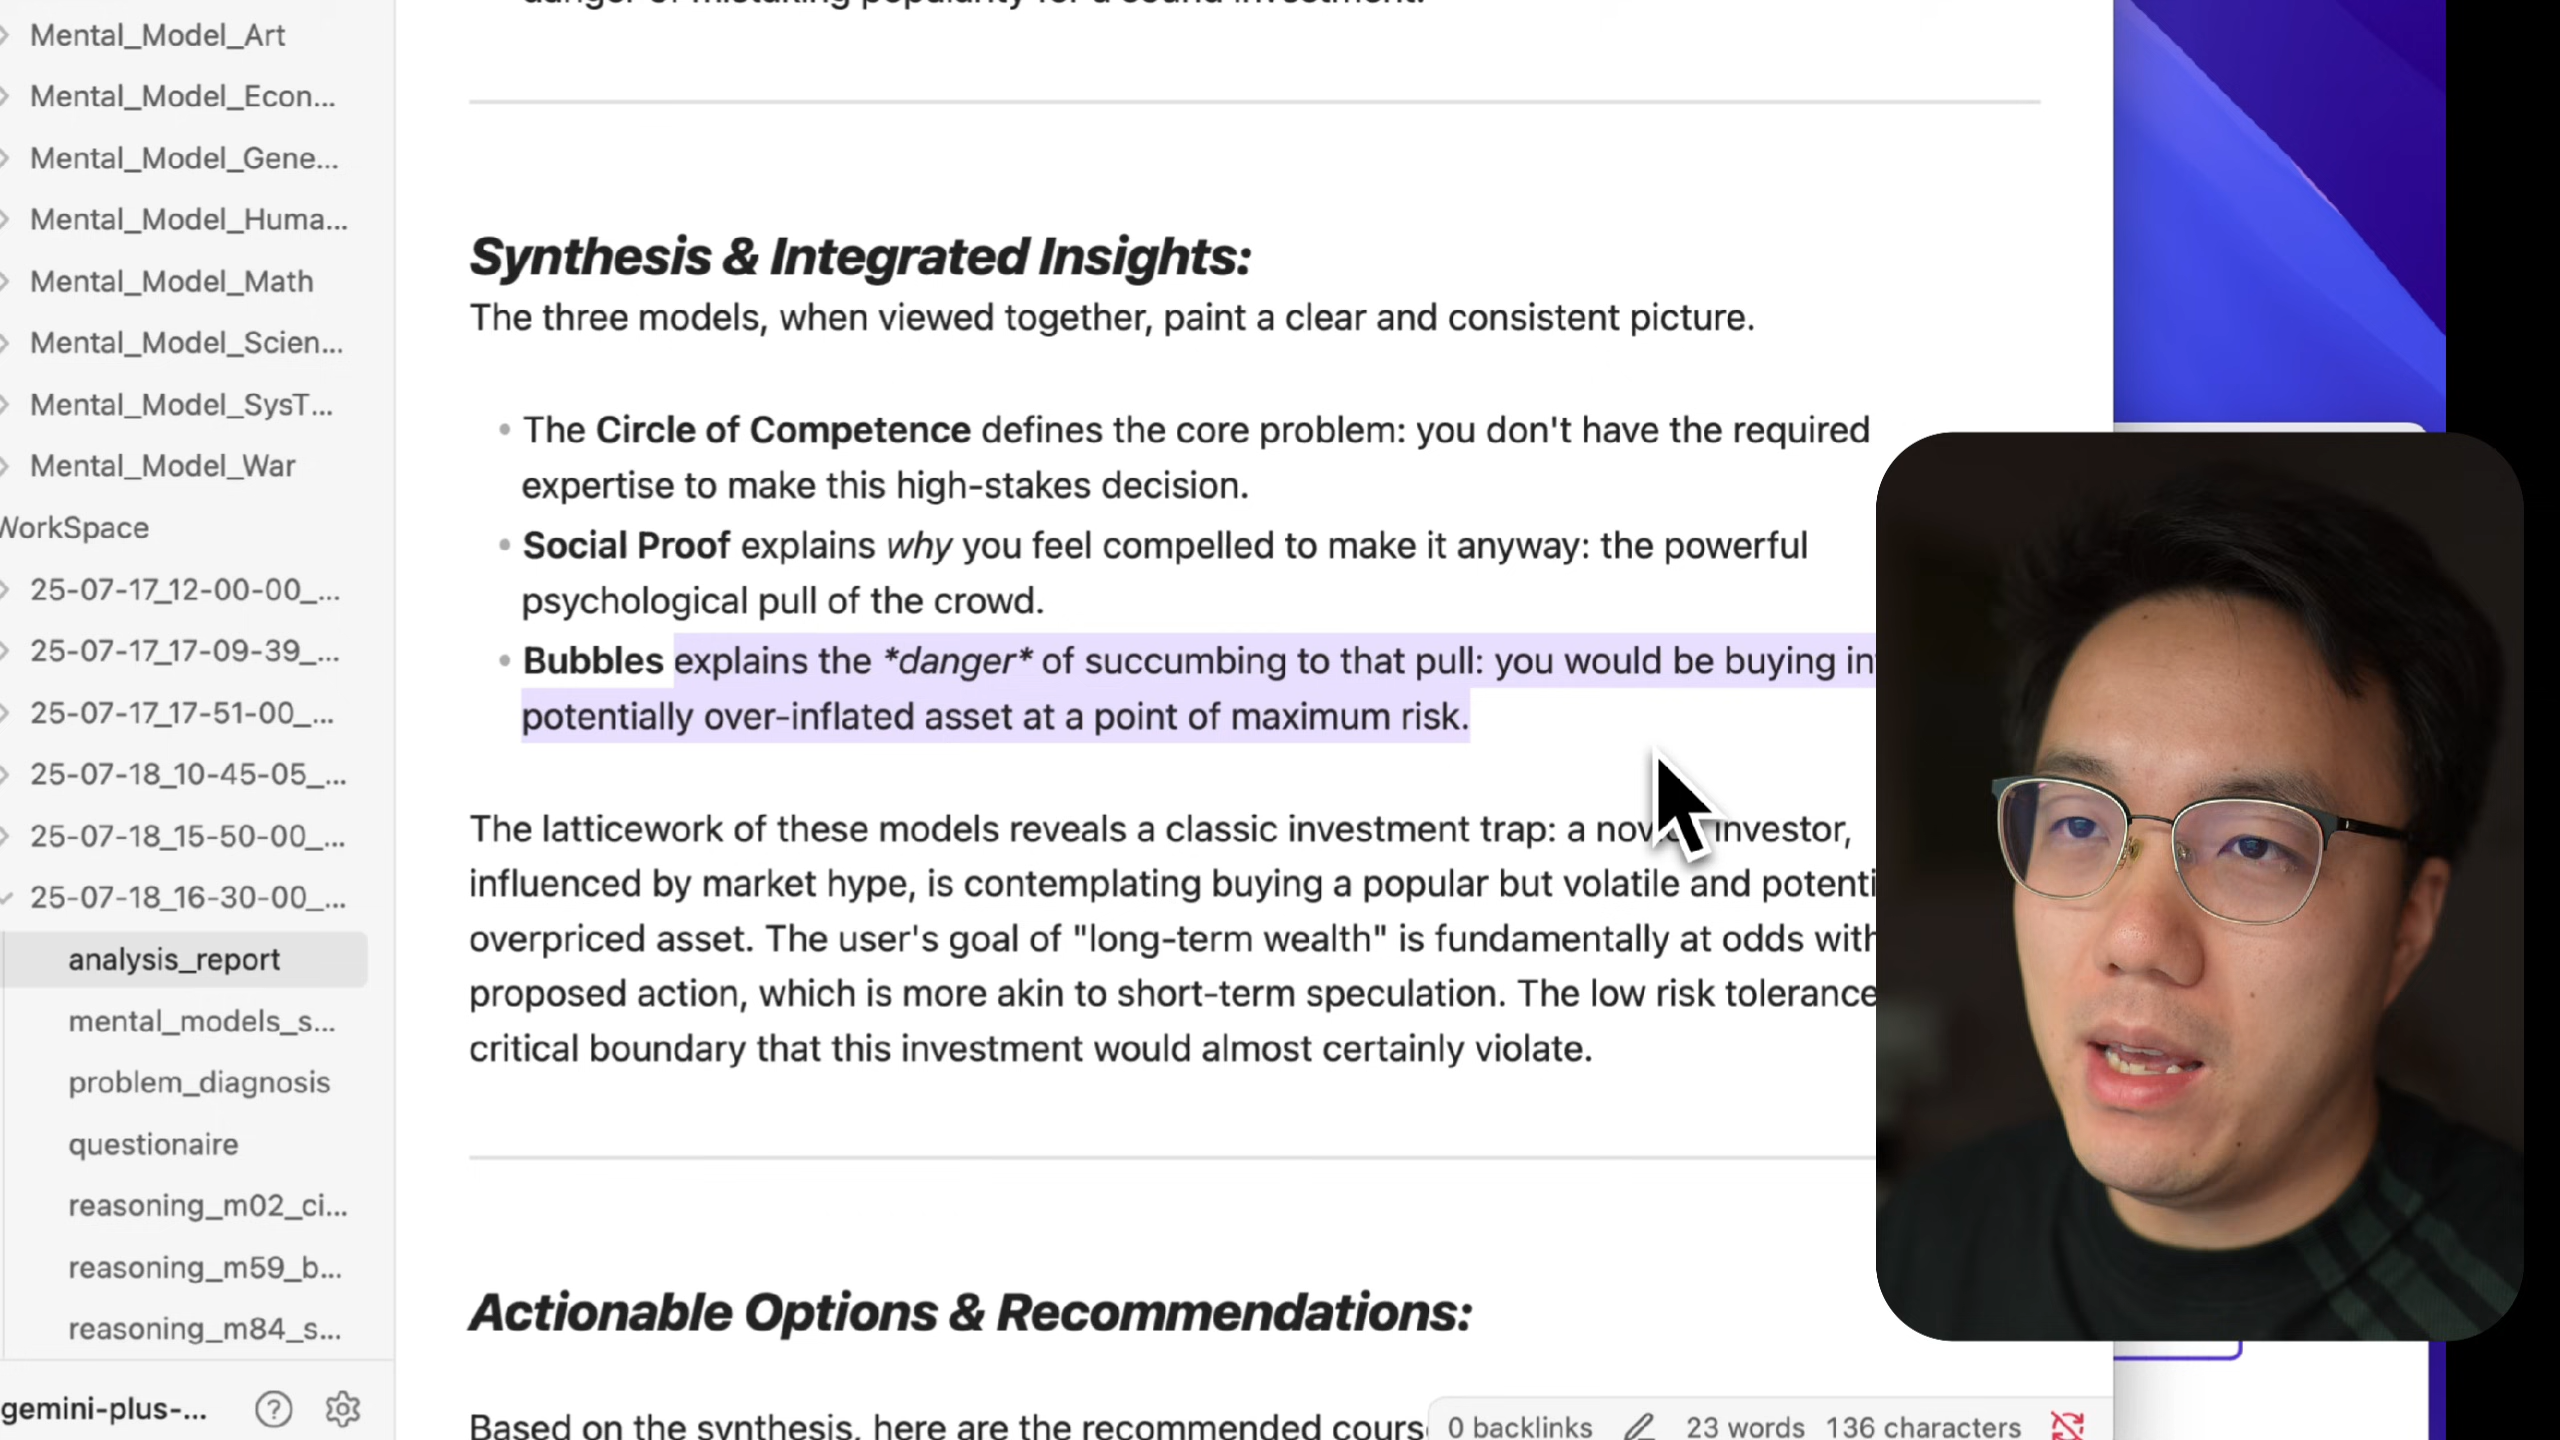 Mental_Model_Art
Mental_Model_Econ...
Mental_Model_Gene...
Mental_Model_Huma...
Mental_Model_Math
Mental_Model_Scien...
Mental_Model_SysT...
Mental_Model_War
WorkSpace
25-07-17_12-00-00_...
25-07-17_17-09-39_...
25-07-17_17-51-00_...
25-07-18_10-45-05_...
25-07-18_15-50-00_...
25-07-18_16-30-00_...
analysis_report
mental_models_s...
problem_diagnosis
questionaire
reasoning_m02_ci...
reasoning_m59_b...
reasoning_m84_s...
gemini-plus-...
danger of mistaking popularity for a sound investment.
Synthesis & Integrated Insights:
The three models, when viewed together, paint a clear and consistent picture.
• The Circle of Competence defines the core problem: you don't have the required
expertise to make this high-stakes decision.
• Social Proof explains why you feel compelled to make it anyway: the powerful
psychological pull of the crowd.
• Bubbles explains the *danger* of succumbing to that pull: you would be buying
potentially over-inflated asset at a point of maximum risk.
The latticework of these models reveals a classic investment trap: a investor,
influenced by market hype, is contemplating buying a popular but volatile and
overpriced asset. The user's goal of "long-term wealth" is fundamentally at odds with
proposed action, which is more akin to short-term speculation. The low risk tolerance
critical boundary that this investment would almost certainly violate.
Actionable Options & Recommendations:
Based on the synthesis, here are the recommended
0 backlinks 23 words 136 characters